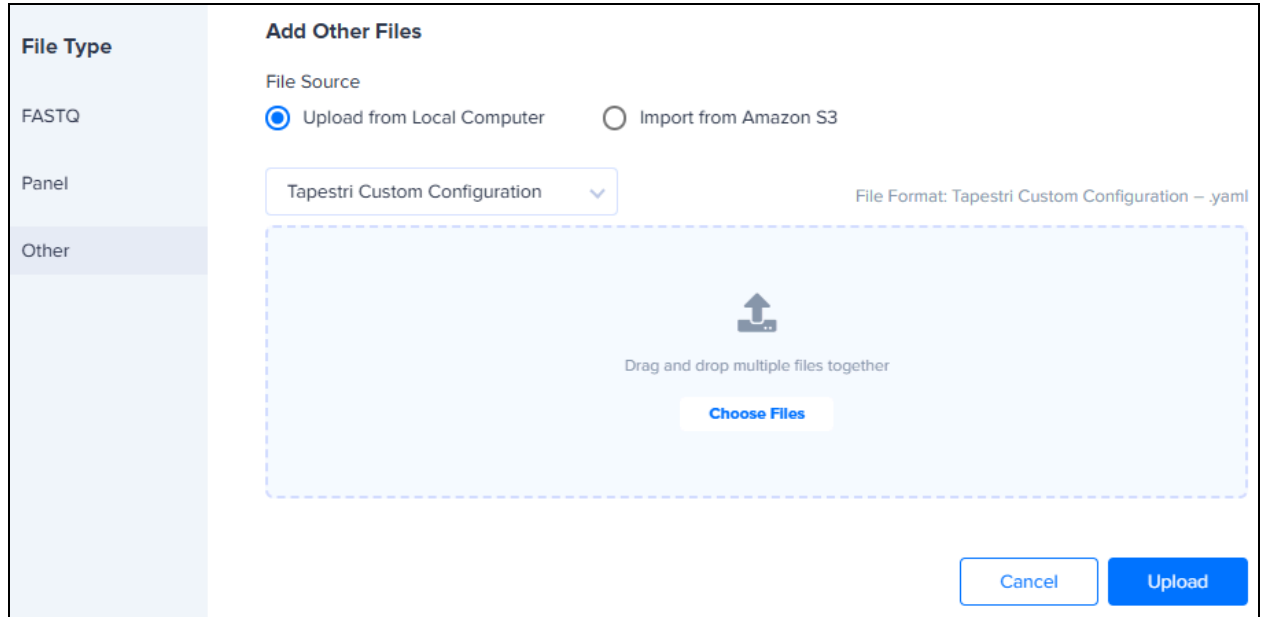 File Type
FASTQ
Panel
Other
Add Other Files
File Source
Upload from Local Computer
Import from Amazon S3
Tapestri Custom Configuration
File Format: Tapestri Custom Configuration – .yaml
Drag and drop multiple files together
Choose Files
Cancel
Upload